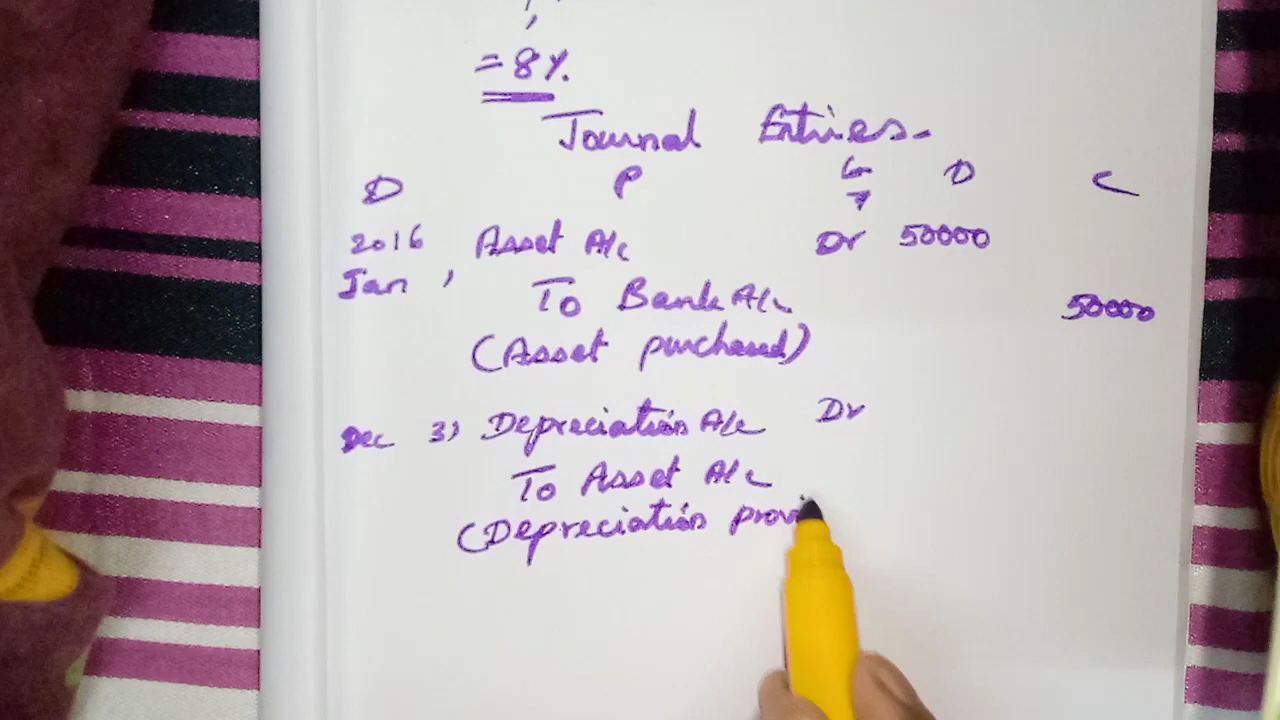 = 8%.
Journal Entries.
D P L.F D C
2016 Asset A/c Dr 50000
Jan 1 To Bank A/c 50000
(Asset purchased)
Dec 31 Depreciation A/c Dr
To Asset A/c
(Depreciation provi